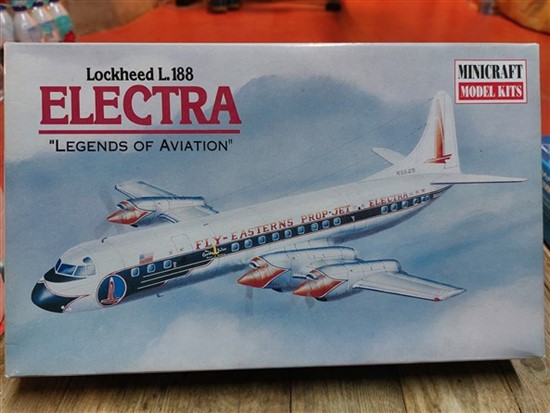 Lockheed L.188
ELECTRA
"LEGENDS OF AVIATION"
MINICRAFT
MODEL KITS
FLY-EASTERNS PROP-JET ELECTRA